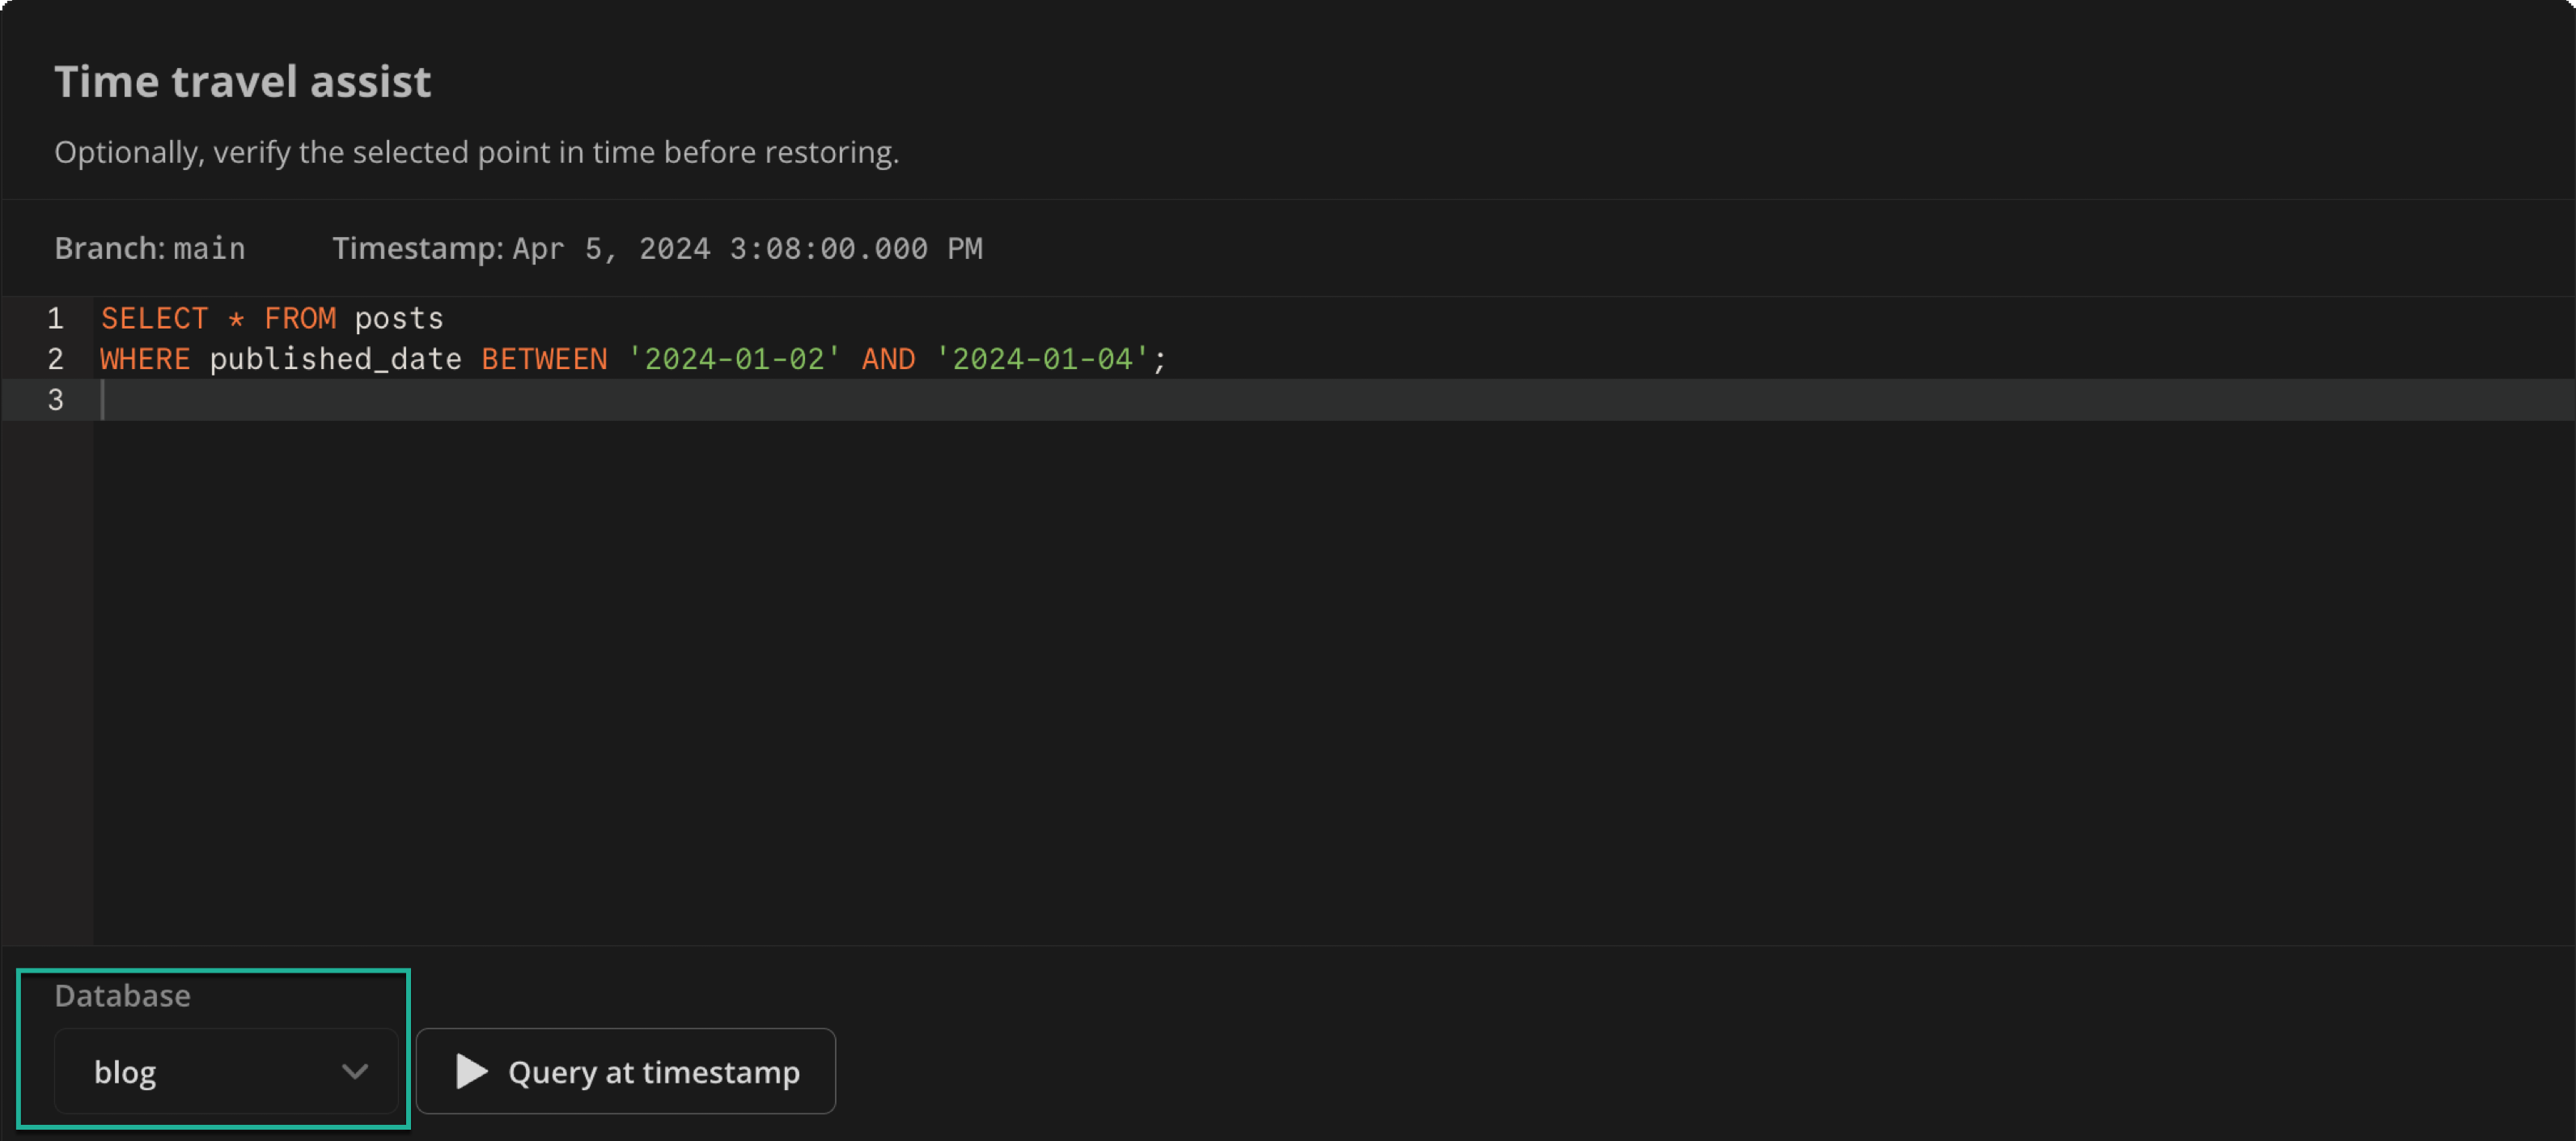 Time travel assist
Optionally, verify the selected point in time before restoring.
Branch: main Timestamp: Apr 5, 2024 3:08:00.000 PM
1 SELECT * FROM posts
2 WHERE published_date BETWEEN '2024-01-02' AND '2024-01-04';
3
Database
blog Query at timestamp